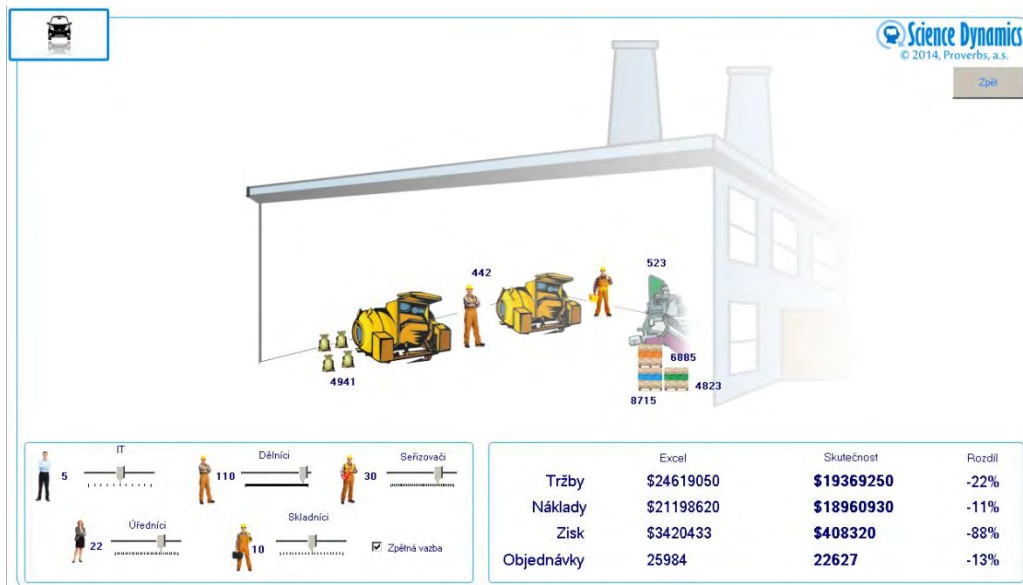 Science Dynamics
© 2014, Proverbs, a.s.
Zpět
442
523
4941
6885
4823
8715
IT
5
Dělníci
110
Seřizovači
30
Úředníci
22
Skladníci
10
Zpětná vazba
Excel Skutečnost Rozdíl
Tržby $24619050 $19369250 -22%
Náklady $21198620 $18960930 -11%
Zisk $3420433 $408320 -88%
Objednávky 25984 22627 -13%